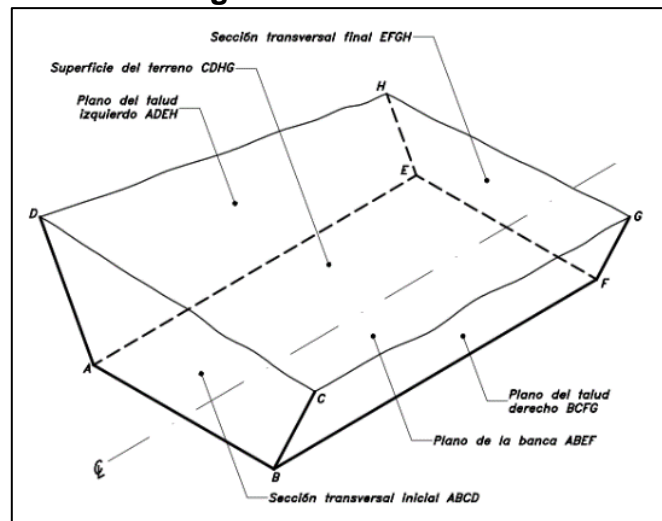 Sección transversal final EFGH
Superficie del terreno CDHG
Plano del talud
izquierdo ADEH
H
E
D
G
F
A
C
Plano del talud
derecho BCFG
Plano de la banca ABEF
B
Sección transversal inicial ABCD